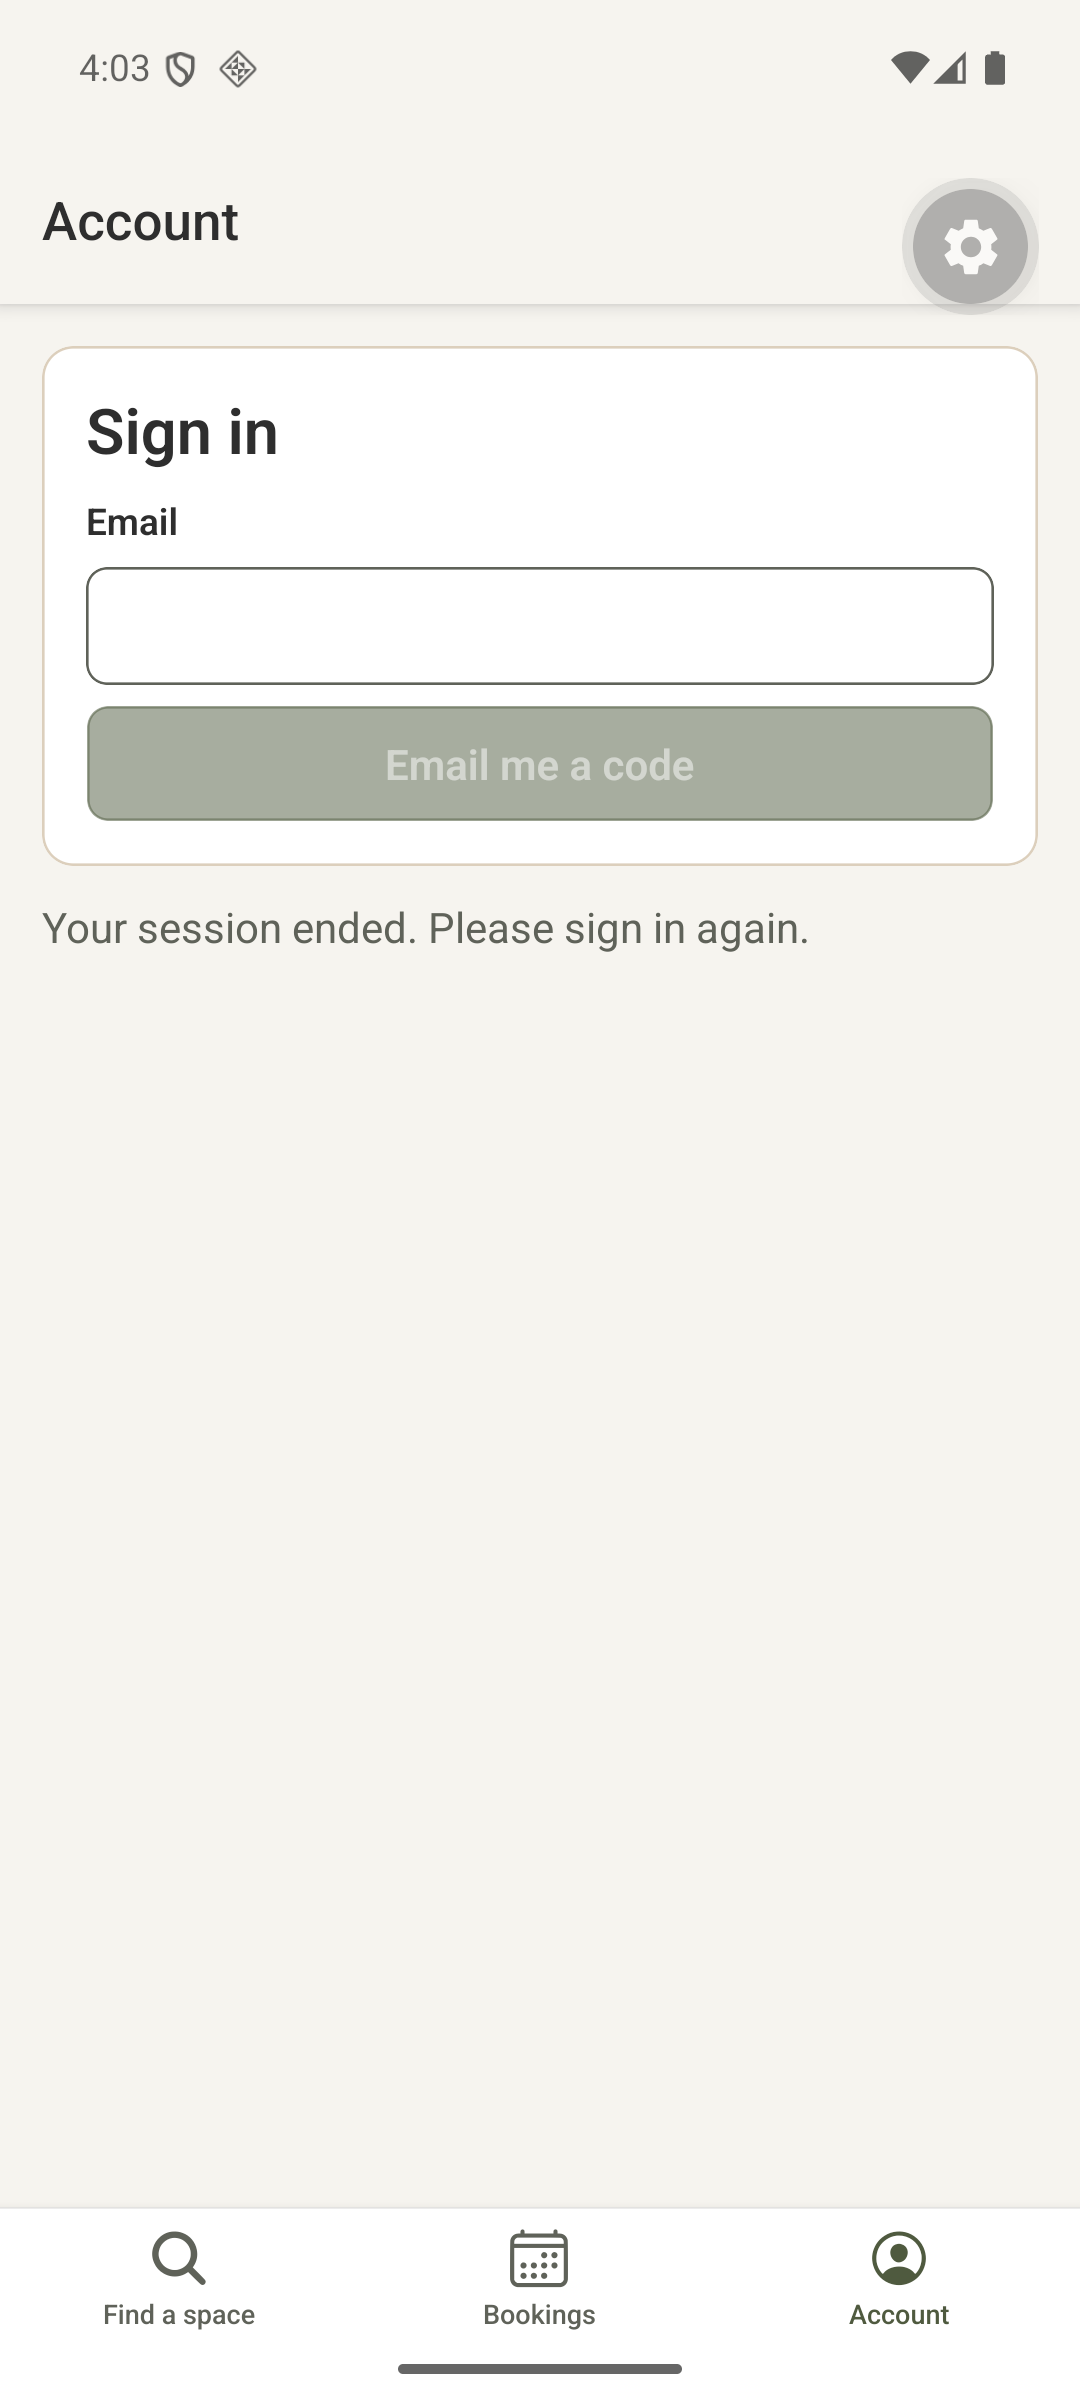 4:03
Account
Sign in
Email
Email me a code
Your session ended. Please sign in again.
Find a space
Bookings
Account